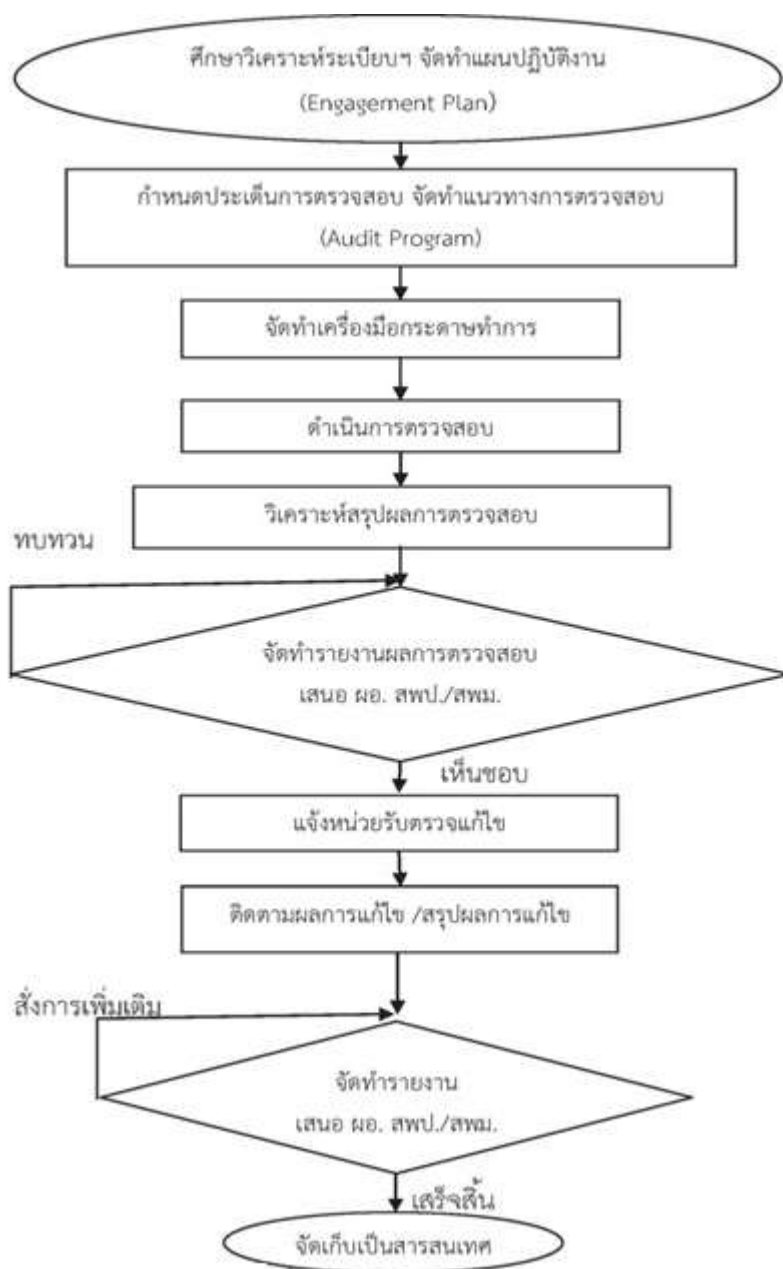 ศึกษาวิเคราะห์ระเบียบฯ จัดทำแผนปฏิบัติงาน
(Engagement Plan)
กำหนดประเด็นการตรวจสอบ จัดทำแนวทางการตรวจสอบ
(Audit Program)
จัดทำเครื่องมือกระดาษทำการ
ดำเนินการตรวจสอบ
วิเคราะห์สรุปผลการตรวจสอบ
ทบทวน
จัดทำรายงานผลการตรวจสอบ
เสนอ ผอ. สพป./สพม.
เห็นชอบ
แจ้งหน่วยรับตรวจแก้ไข
ติดตามผลการแก้ไข /สรุปผลการแก้ไข
สั่งการเพิ่มเติม
จัดทำรายงาน
เสนอ ผอ. สพป./สพม.
เสร็จสิ้น
จัดเก็บเป็นสารสนเทศ